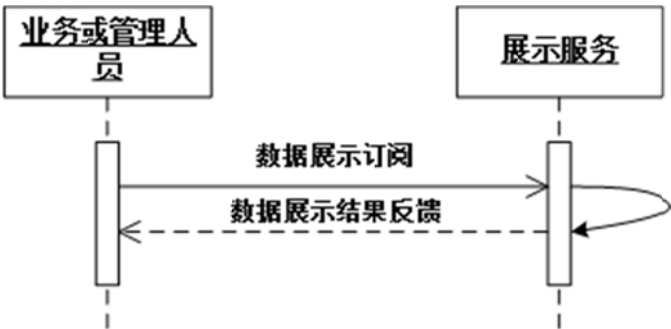 业务或管理人
员
展示服务
数据展示订阅
数据展示结果反馈